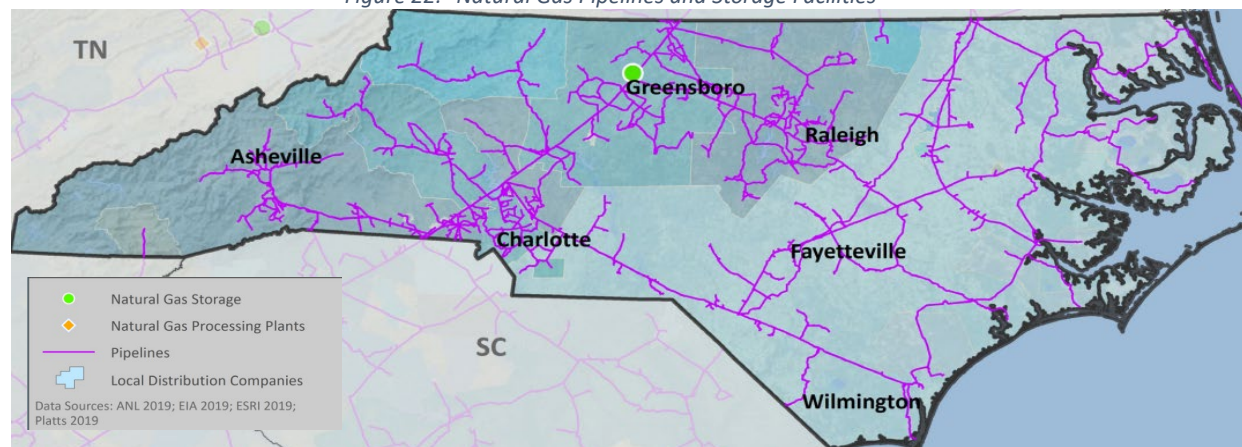 Figure 22: Natural Gas Pipelines and Storage Facilities
TN
Greensboro
Raleigh
Asheville
Charlotte
Fayetteville
SC
Wilmington
Natural Gas Storage
Natural Gas Processing Plants
Pipelines
Local Distribution Companies
Data Sources: ANL 2019; EIA 2019; ESRI 2019;
Platts 2019